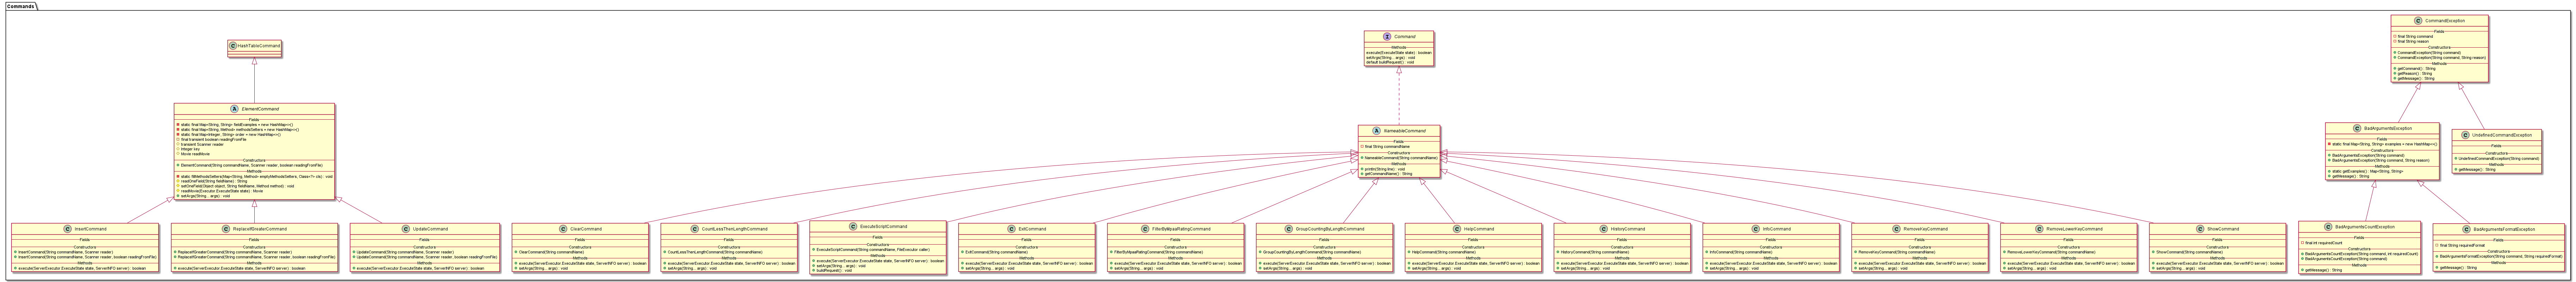 Commands
HashTableCommand
ElementCommand
Fields
static final Map<String, String> fieldExamples = new HashMap<>()
static final Map<String, Method> methodsSetters = new HashMap<>()
static final Map<Integer, String> order = new HashMap<>()
final transient boolean readingFromFile
transient Scanner reader
Integer key
Movie readMovie
Constructors
ElementCommand(String commandName, Scanner reader, boolean readingFromFile)
Methods
static fillMethodsSetters(Map<String, Method> emptyMethodsSetters, Class<?> cls) : void
readOneField(String fieldName) : String
setOneField(Object object, String fieldName, Method method) : void
readMovie(Executor.ExecuteState state) : Movie
setArgs(String... args) : void
InsertCommand
Fields
Constructors
InsertCommand(String commandName, Scanner reader)
InsertCommand(String commandName, Scanner reader, boolean readingFromFile)
Methods
execute(ServerExecutor.ExecuteState state, ServerINFO server) : boolean
ReplaceIfGreaterCommand
Fields
Constructors
ReplaceIfGreaterCommand(String commandName, Scanner reader)
ReplaceIfGreaterCommand(String commandName, Scanner reader, boolean readingFromFile)
Methods
execute(ServerExecutor.ExecuteState state, ServerINFO server) : boolean
UpdateCommand
Fields
Constructors
UpdateCommand(String commandName, Scanner reader)
UpdateCommand(String commandName, Scanner reader, boolean readingFromFile)
Methods
execute(ServerExecutor.ExecuteState state, ServerINFO server) : boolean
Command
Methods
execute(ExecuteState state) : boolean
setArgs(String... args) : void
default buildRequest() : void
NameableCommand
Fields
final String commandName
Constructors
NameableCommand(String commandName)
Methods
println(String line) : void
getCommandName() : String
ClearCommand
Fields
Constructors
ClearCommand(String commandName)
Methods
execute(ServerExecutor.ExecuteState state, ServerINFO server) : boolean
setArgs(String... args) : void
CountLessThenLengthCommand
Fields
Constructors
CountLessThenLengthCommand(String commandName)
Methods
execute(ServerExecutor.ExecuteState state, ServerINFO server) : boolean
setArgs(String... args) : void
ExecuteScriptCommand
Fields
Constructors
ExecuteScriptCommand(String commandName, FileExecutor caller)
Methods
execute(ServerExecutor.ExecuteState state, ServerINFO server) : boolean
setArgs(String... args) : void
buildRequest() : void
ExitCommand
Fields
Constructors
ExitCommand(String commandName)
Methods
execute(ServerExecutor.ExecuteState state, ServerINFO server) : boolean
setArgs(String... args) : void
FilterByMpaaRatingCommand
Fields
Constructors
FilterByMpaaRatingCommand(String commandName)
Methods
execute(ServerExecutor.ExecuteState state, ServerINFO server) : boolean
setArgs(String... args) : void
GroupCountingByLengthCommand
Fields
Constructors
GroupCountingByLengthCommand(String commandName)
Methods
execute(ServerExecutor.ExecuteState state, ServerINFO server) : boolean
setArgs(String... args) : void
HelpCommand
Fields
Constructors
HelpCommand(String commandName)
Methods
execute(ServerExecutor.ExecuteState state, ServerINFO server) : boolean
setArgs(String... args) : void
HistoryCommand
Fields
Constructors
HistoryCommand(String commandName)
Methods
execute(ServerExecutor.ExecuteState state, ServerINFO server) : boolean
setArgs(String... args) : void
InfoCommand
Fields
Constructors
InfoCommand(String commandName)
Methods
execute(ServerExecutor.ExecuteState state, ServerINFO server) : boolean
setArgs(String... args) : void
RemoveKeyCommand
Fields
Constructors
RemoveKeyCommand(String commandName)
Methods
execute(ServerExecutor.ExecuteState state, ServerINFO server) : boolean
setArgs(String... args) : void
RemoveLowerKeyCommand
Fields
Constructors
RemoveLowerKeyCommand(String commandName)
Methods
execute(ServerExecutor.ExecuteState state, ServerINFO server) : boolean
setArgs(String... args) : void
ShowCommand
Fields
Constructors
ShowCommand(String commandName)
Methods
execute(ServerExecutor.ExecuteState state, ServerINFO server) : boolean
setArgs(String... args) : void
CommandException
Fields
final String command
final String reason
Constructors
CommandException(String command)
CommandException(String command, String reason)
Methods
getCommand() : String
getReason() : String
getMessage() : String
BadArgumentsException
Fields
static final Map<String, String> examples = new HashMap<>()
Constructors
BadArgumentsException(String command)
BadArgumentsException(String command, String reason)
Methods
static getExamples() : Map<String, String>
getMessage() : String
UndefinedCommandException
Fields
Constructors
UndefinedCommandException(String command)
Methods
getMessage() : String
BadArgumentsCountException
Fields
final int requiredCount
Constructors
BadArgumentsCountException(String command, int requiredCount)
BadArgumentsCountException(String command)
Methods
getMessage() : String
BadArgumentsFormatException
Fields
final String requiredFormat
Constructors
BadArgumentsFormatException(String command, String requiredFormat)
Methods
getMessage() : String